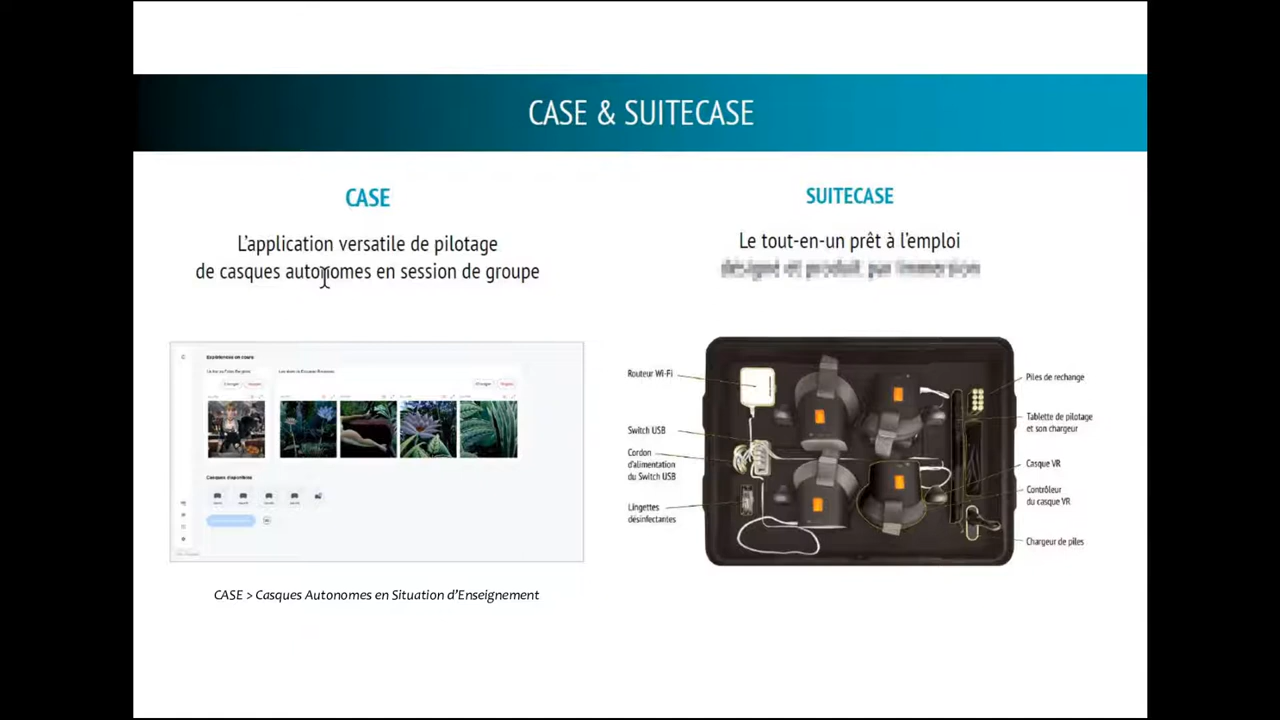 CASE & SUITECASE
CASE
L'application versatile de pilotage
de casques autonomes en session de groupe
Expériences en cours
CASE > Casques Autonomes en Situation d'Enseignement
SUITECASE
Le tout-en-un prêt à l'emploi
Routeur Wi-Fi
Switch USB
Cordon
d'alimentation
du Switch USB
Lingettes
désinfectantes
Piles de rechange
Tablette de pilotage
et son chargeur
Casque VR
Contrôleur
du casque VR
Chargeur de piles